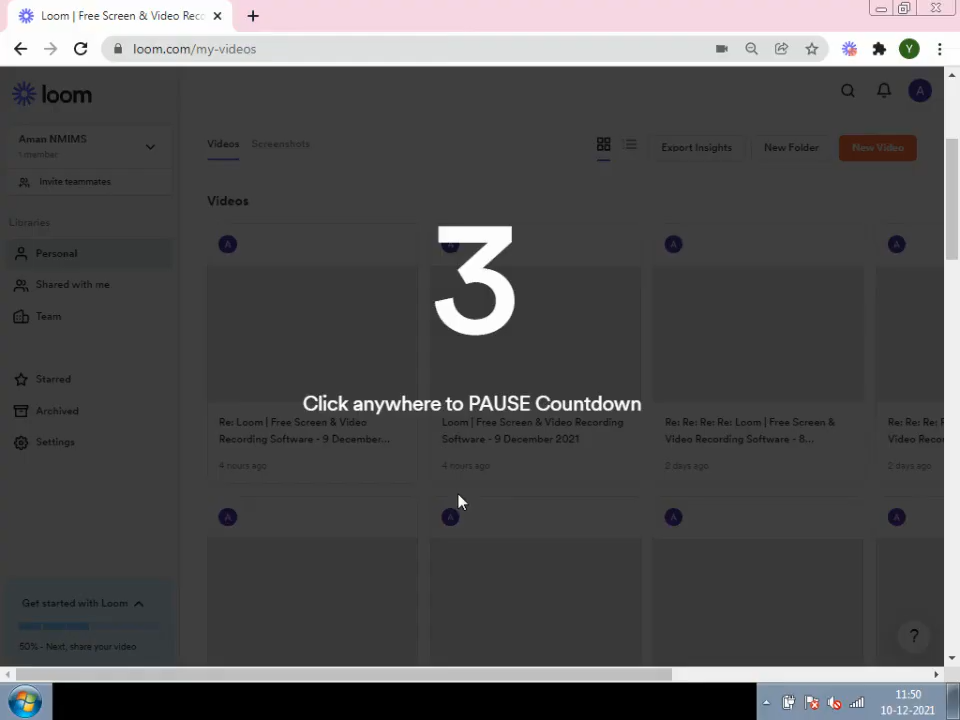 Loom | Free Screen & Video Reco
loom.com/my-videos
Y
loom
A
Aman NMIMS
1 member
Invite teammates
Libraries
Personal
Shared with me
Team
Starred
Archived
Settings
Get started with Loom
50% - Next, share your video
Videos
Screenshots
Export Insights
New Folder
New Video
Videos
3
Click anywhere to PAUSE Countdown
A
A
A
A
Re: Loom | Free Screen & Video
Recording Software - 9 December...
4 hours ago
Loom | Free Screen & Video Recording
Software - 9 December 2021
4 hours ago
Re: Re: Re: Re: Loom | Free Screen &
Video Recording Software - 8...
2 days ago
Re: Re: Re: R
Video Recor
2 days ago
A
A
A
A
?
11:50
10-12-2021